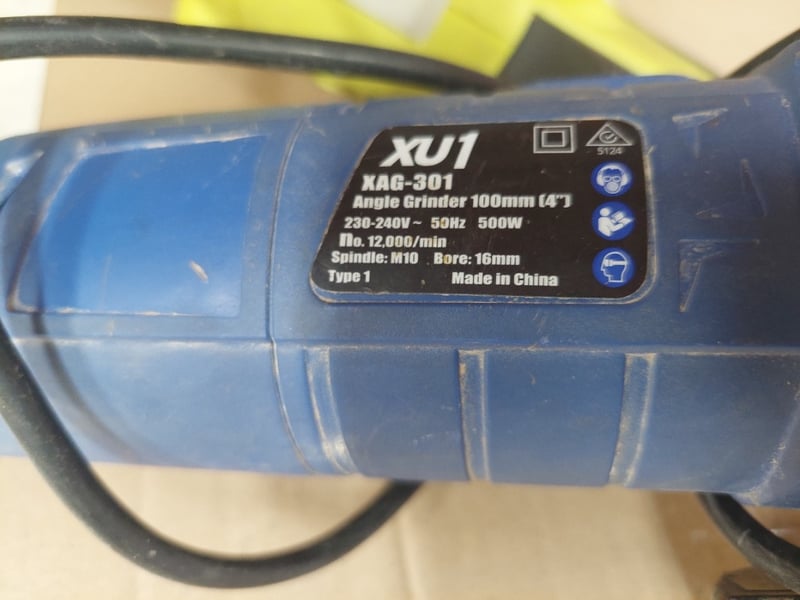 XU1
5124
XAG-301
Angle Grinder 100mm (4")
230-240V~ 50Hz 500W
no. 12,000/min
Spindle: M10 Bore: 16mm
Type 1 Made in China